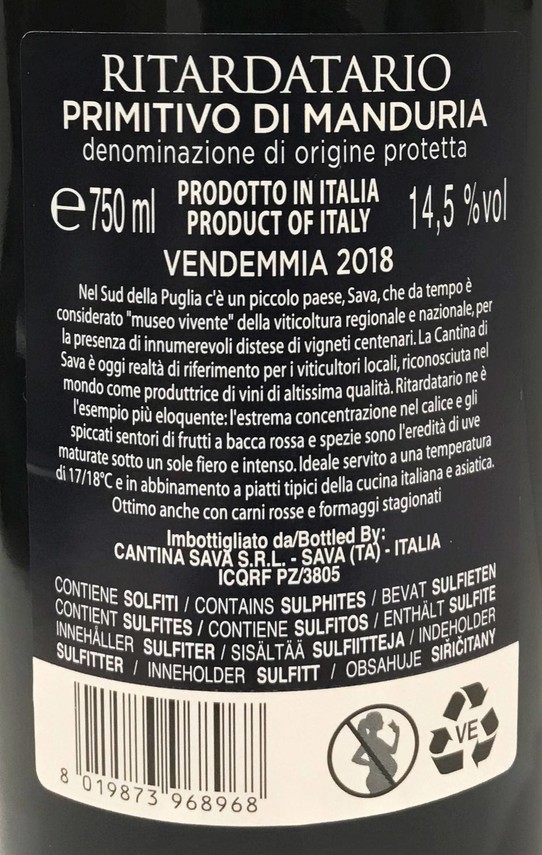 RITARDATARIO
PRIMITIVO DI MANDURIA
denominazione di origine protetta
e 750 ml PRODOTTO IN ITALIA 14,5 %vol
PRODUCT OF ITALY
VENDEMMIA 2018
Nel Sud della Puglia c'è un piccolo paese, Sava, che da tempo è
considerato "museo vivente" della viticoltura regionale e nazionale, per
la presenza di innumerevoli distese di vigneti centenari. La Cantina di
Sava è oggi realtà di riferimento per i viticultori locali, riconosciuta nel
mondo come produttrice di vini di altissima qualità. Ritardatario ne è
l'esempio più eloquente: l'estrema concentrazione nel calice e gli
spiccati sentori di frutti a bacca rossa e spezie sono l'eredità di uve
maturate sotto un sole fiero e intenso. Ideale servito a una temperatura
di 17/18°C e in abbinamento a piatti tipici della cucina italiana e asiatica.
Ottimo anche con carni rosse e formaggi stagionati
Imbottigliato da/Bottled By:
CANTINA SAVA S.R.L. - SAVA (TA) - ITALIA
ICQRF PZ/3805
CONTIENE SOLFITI / CONTAINS SULPHITES / BEVAT SULFIETEN
CONTIENT SULFITES / CONTIENE SULFITOS / ENTHÄLT SULFITE
INNEHÅLLER SULFITER / SISÄLTÄÄ SULFIITTEJA / INDEHOLDER
SULFITTER / INNEHOLDER SULFITT / OBSAHUJE SIŘIČITANY
VE
8 019873 968968